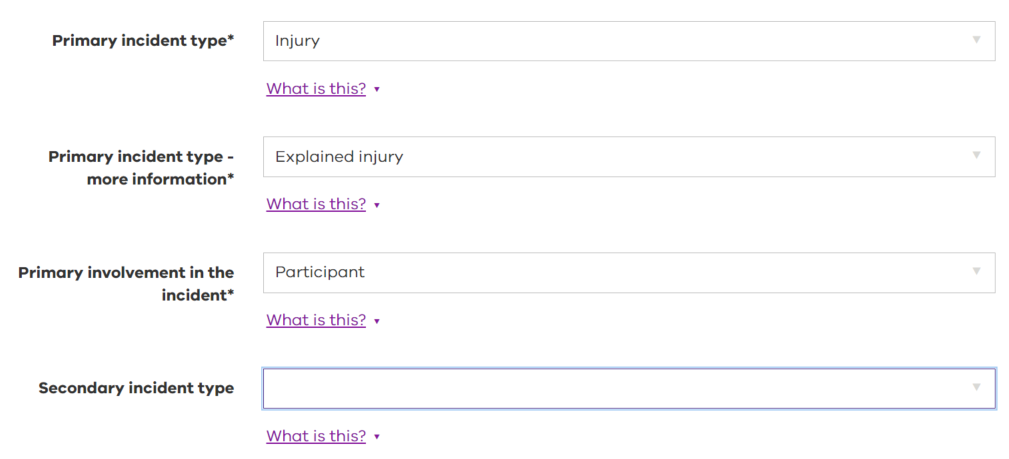 Primary incident type*
Injury
What is this?
Primary incident type -
more information*
Explained injury
What is this?
Primary involvement in the
incident*
Participant
What is this?
Secondary incident type
What is this?